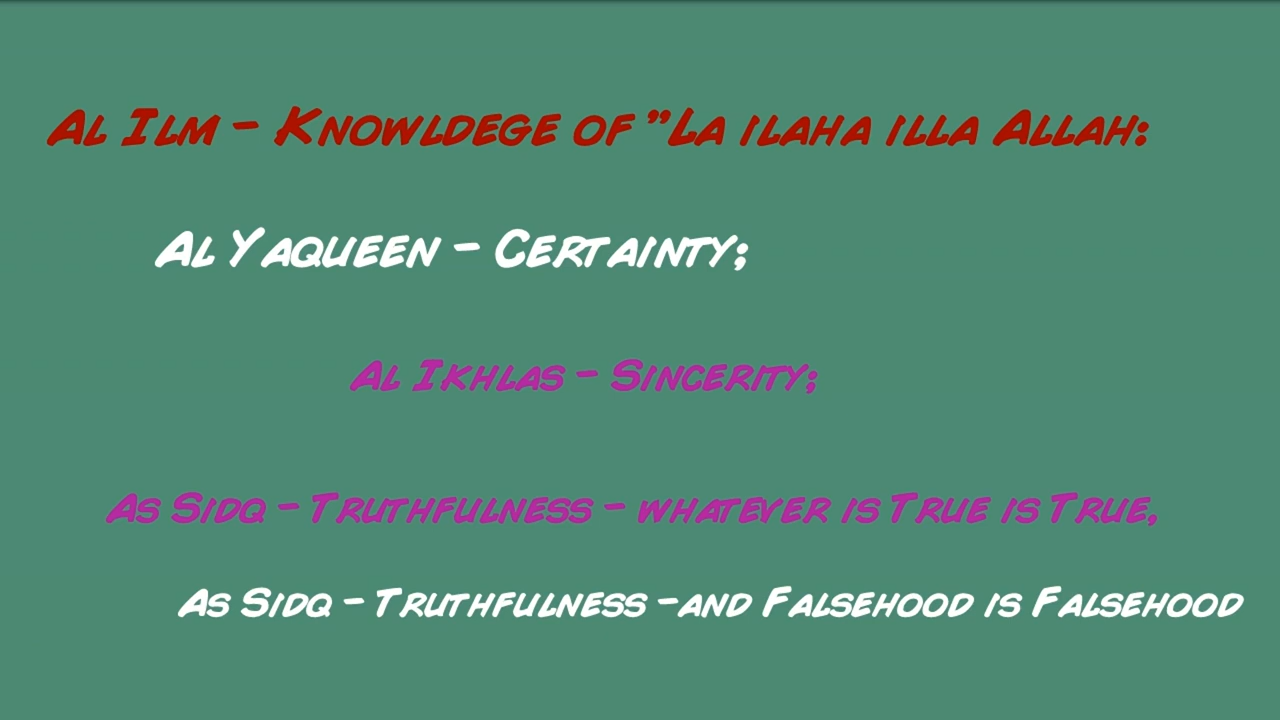 Al Ilm - Knowldege of "La ilaha illa Allah:
Al Yaqueen - Certainty;
Al Ikhlas - Sincerity;
As Sidq - Truthfulness - whatever is True is True,
As Sidq - Truthfulness -and Falsehood is Falsehood